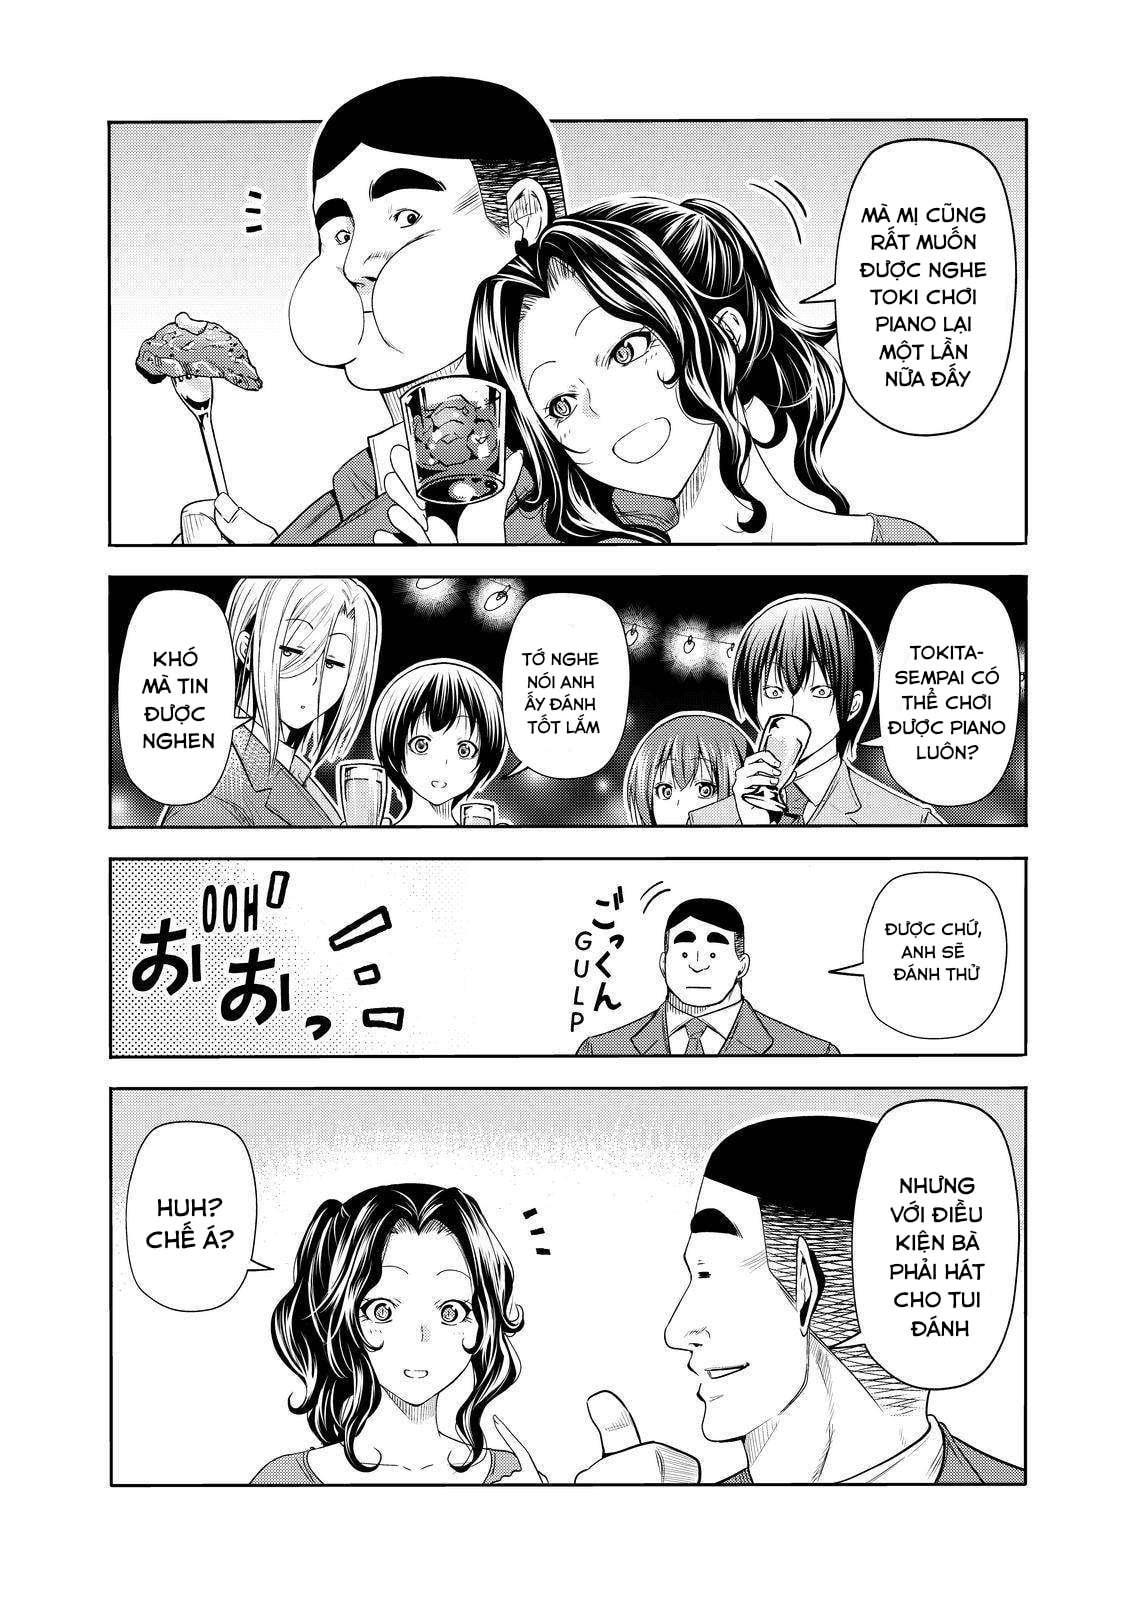 MÀ MỊ CŨNG
RẤT MUỐN
ĐƯỢC NGHE
TOKI CHƠI
PIANO LẠI
MỘT LẦN
NỮA ĐẤY
TOKITA-
SEMPAI CÓ
THỂ CHƠI
ĐƯỢC PIANO
LUÔN?
TỚ NGHE
NÓI ANH
ẤY ĐÁNH
TỐT LẮM
KHÓ
MÀ TIN
ĐƯỢC
NGHEN
ĐƯỢC CHỨ,
ANH SẼ
ĐÁNH THỬ
ごっくん
GULP
OOH
おおっ
NHƯNG
VỚI ĐIỀU
KIỆN BÀ
PHẢI HÁT
CHO TUI
ĐÁNH
HUH?
CHẾ Á?